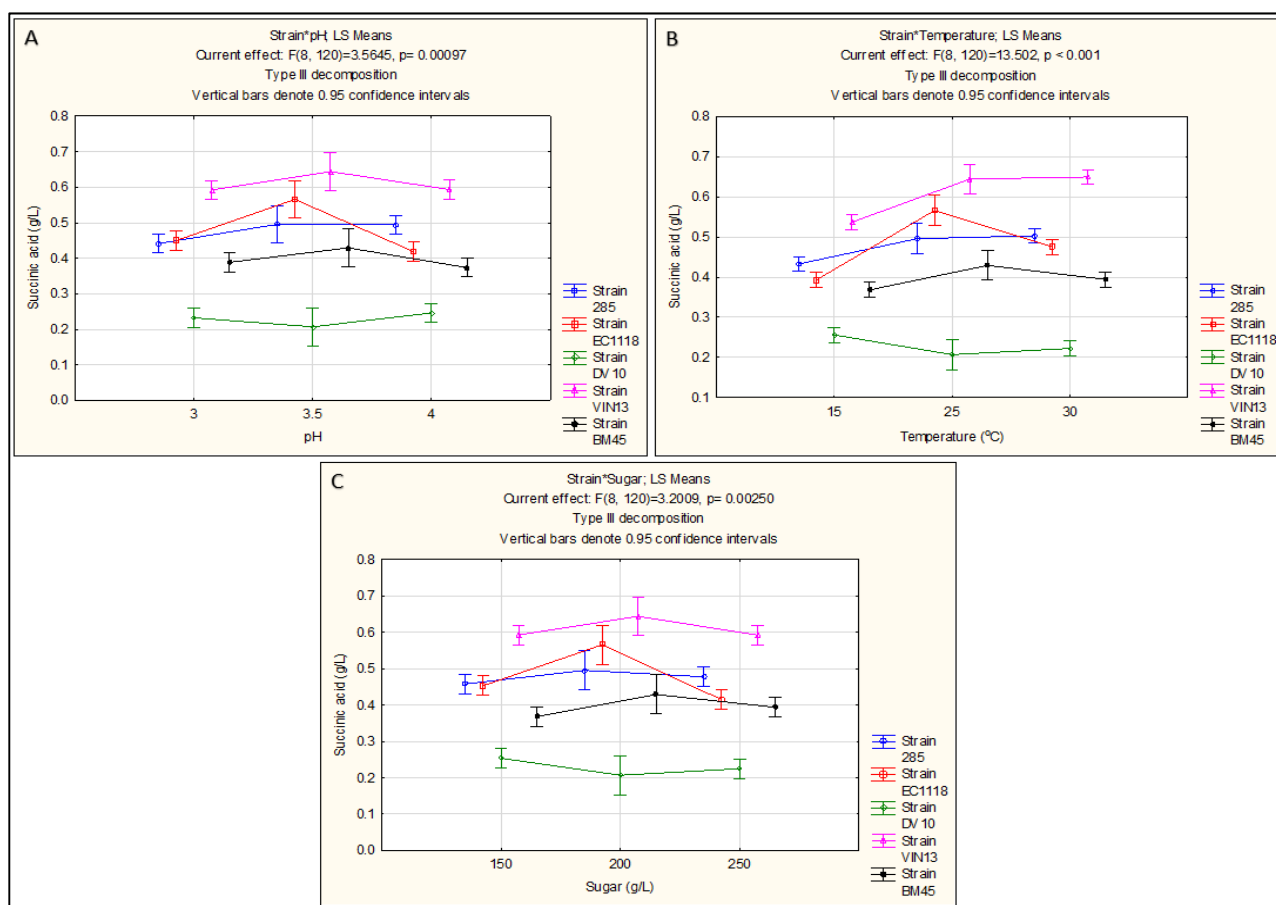 A
Strain*pH; LS Means
Current effect: F(8, 120)=3.5645, p= 0.00097
Type III decomposition
Vertical bars denote 0.95 confidence intervals
0.8
0.7
0.6
0.5
0.4
0.3
0.2
0.1
0.0
Succinic acid (g/L)
3
3.5
4
pH
Strain
285
Strain
EC1118
Strain
DV 10
Strain
VIN13
Strain
BM45
B
Strain*Temperature; LS Means
Current effect: F(8, 120)=13.502, p < 0.001
Type III decomposition
Vertical bars denote 0.95 confidence intervals
0.8
0.7
0.6
0.5
0.4
0.3
0.2
0.1
Succinic acid (g/L)
15
25
30
Temperature (°C)
Strain
285
Strain
EC1118
Strain
DV 10
Strain
VIN13
Strain
BM45
C
Strain*Sugar; LS Means
Current effect: F(8, 120)=3.2009, p= 0.00250
Type III decomposition
Vertical bars denote 0.95 confidence intervals
0.8
0.7
0.6
0.5
0.4
0.3
0.2
0.1
0.0
Succinic acid (g/L)
150
200
250
Sugar (g/L)
Strain
285
Strain
EC1118
Strain
DV 10
Strain
VIN13
Strain
BM45